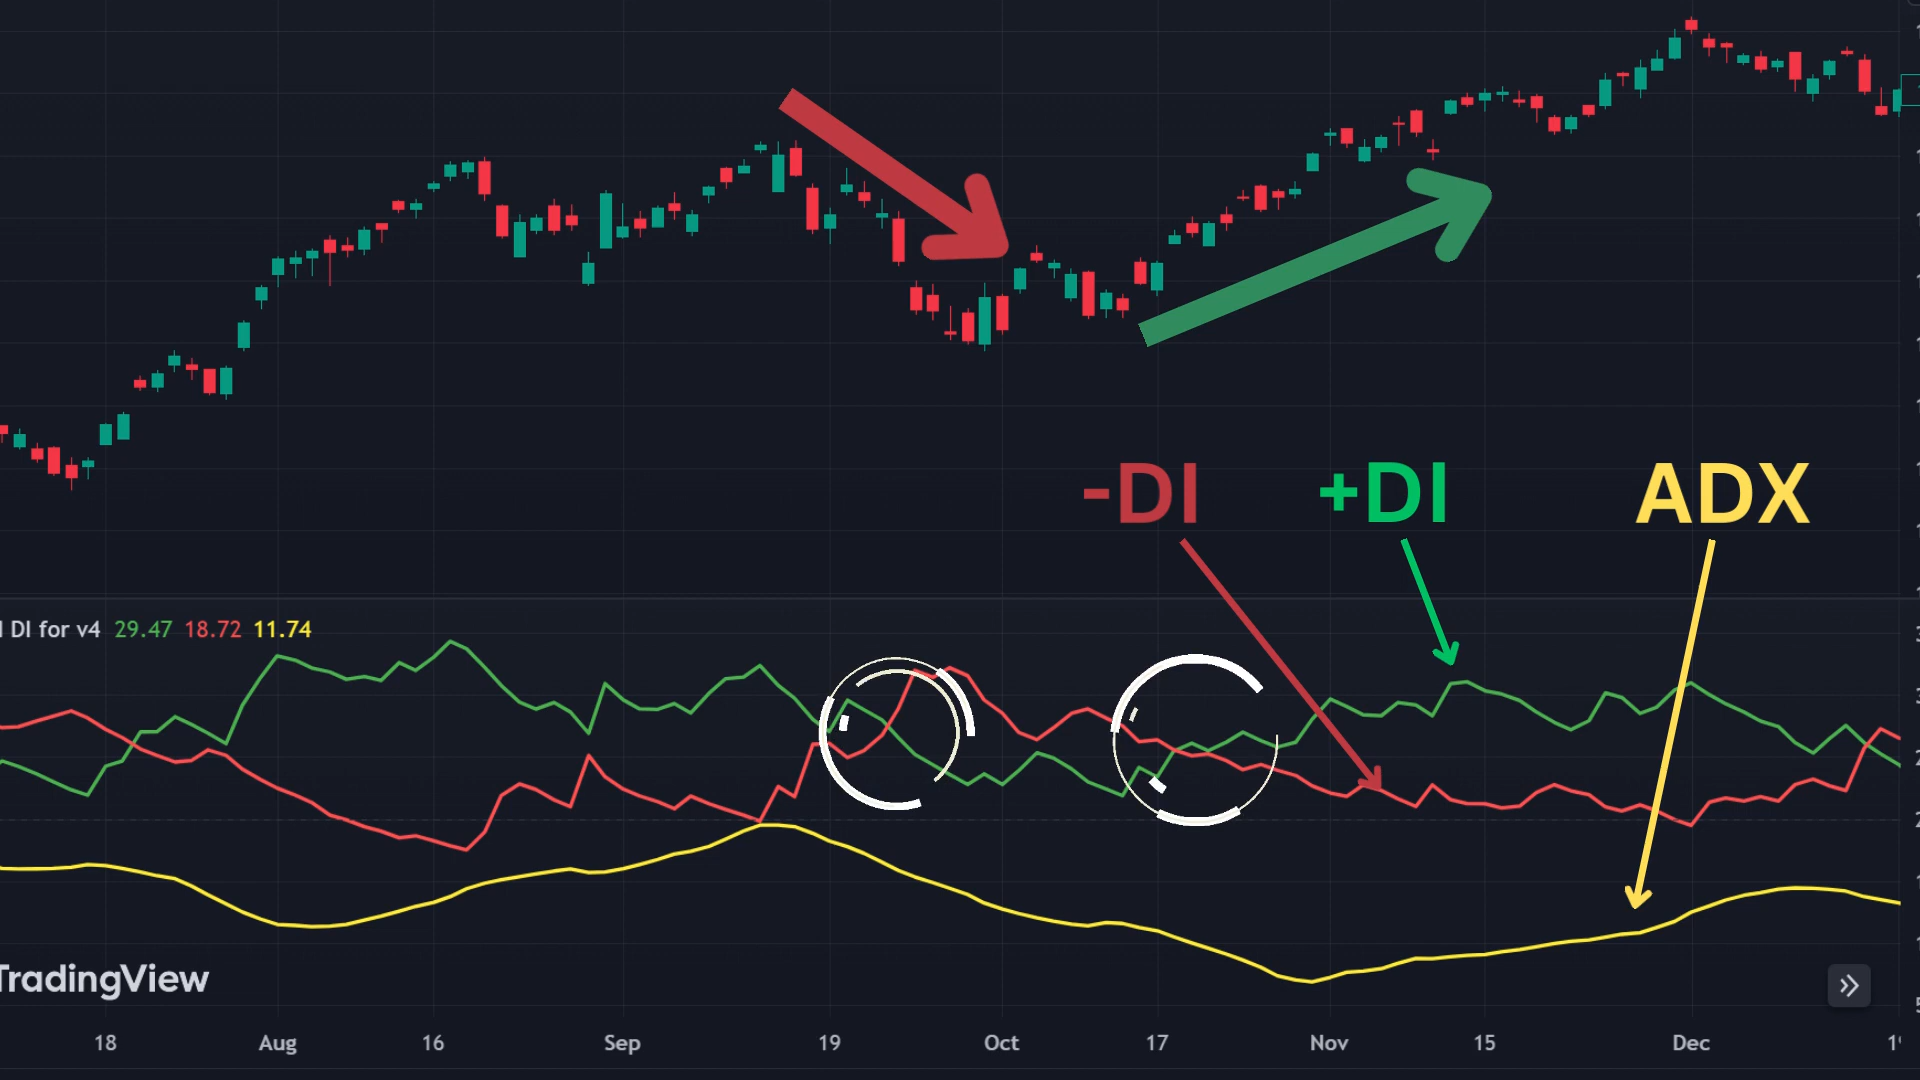 -DI +DI ADX
DI for v4 29.47 18.72 11.74
TradingView
18 Aug 16 Sep 19 Oct 17 Nov 15 Dec